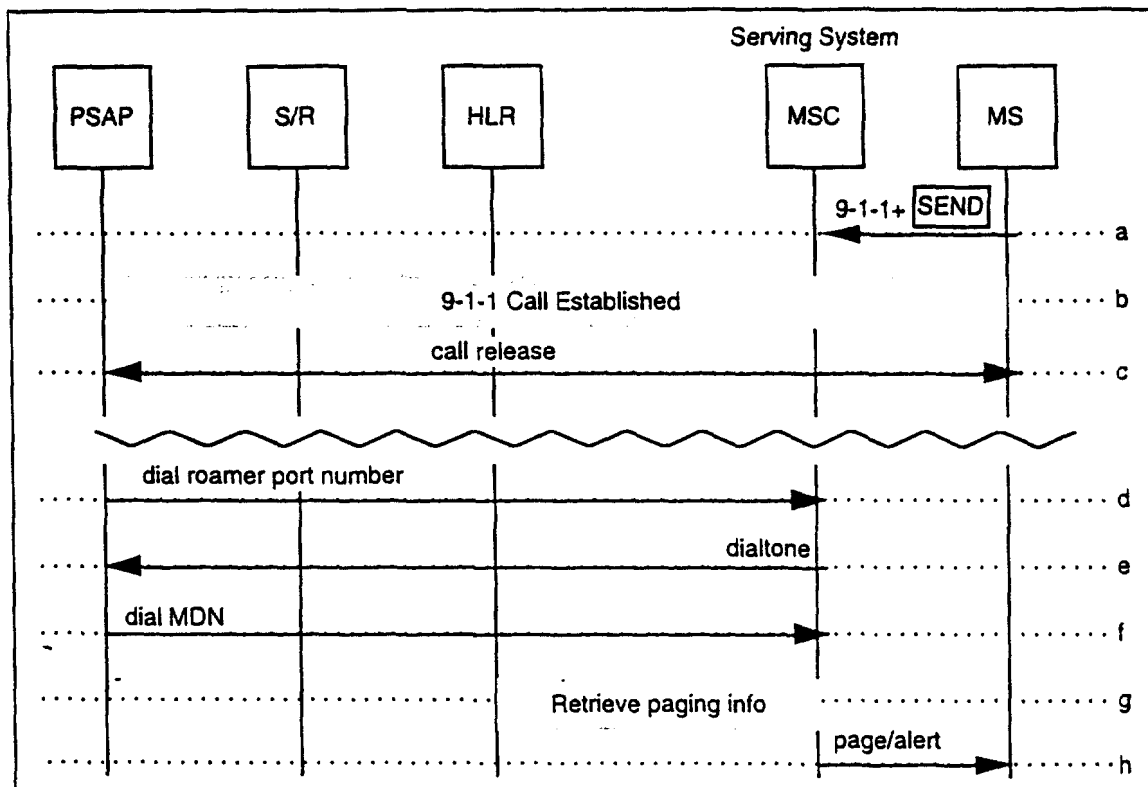 Serving System
PSAP
S/R
HLR
MSC
MS
9-1-1+ SEND
a
9-1-1 Call Established
b
call release
c
dial roamer port number
d
dialtone
e
dial MDN
f
Retrieve paging info
g
page/alert
h